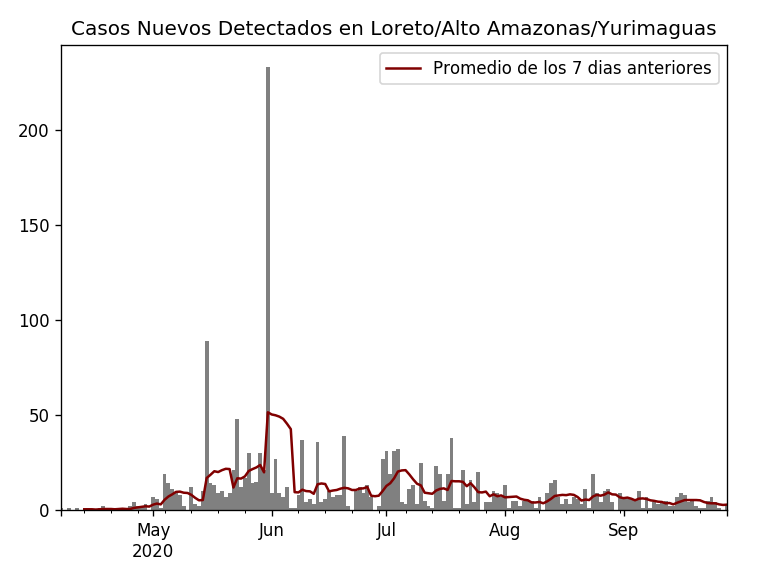 Casos Nuevos Detectados en Loreto/Alto Amazonas/Yurimaguas
Promedio de los 7 dias anteriores
200
150
100
50
0
May
2020
Jun
Jul
Aug
Sep